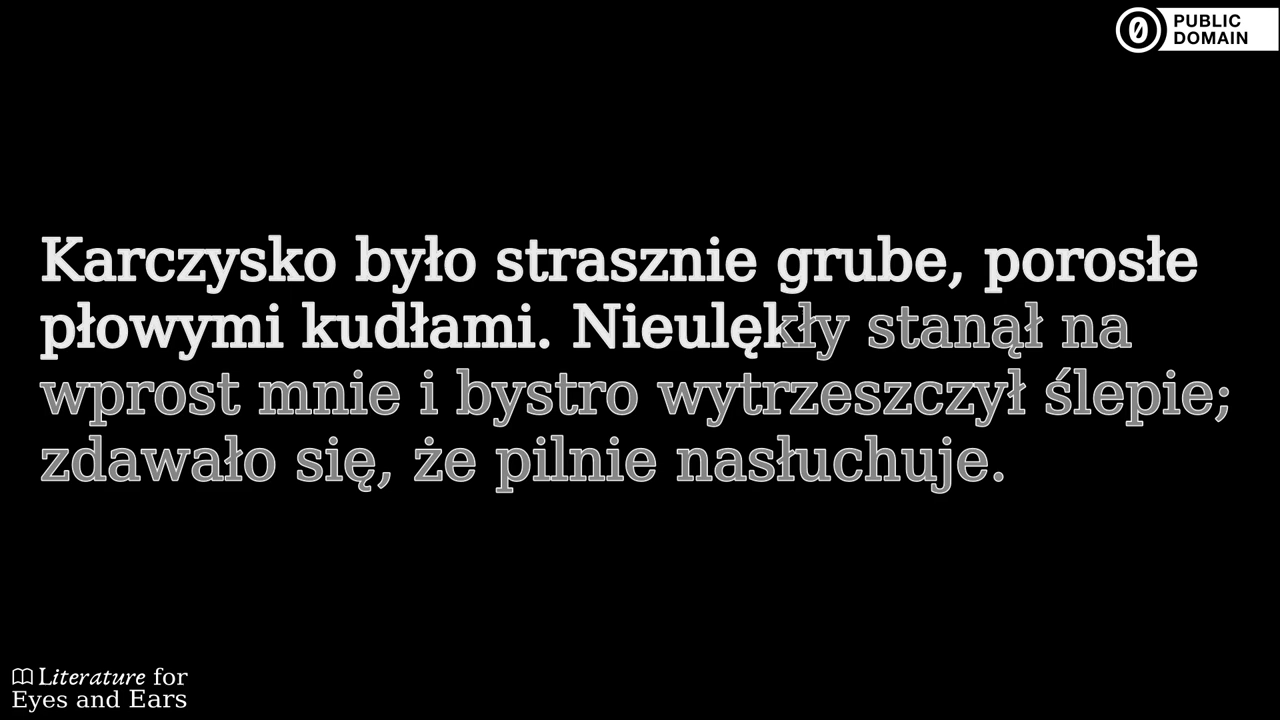 PUBLIC
DOMAIN
Karczysko było strasznie grube, porosłe
płowymi kudłami. Nieulękły stanął na
wprost mnie i bystro wytrzeszczył ślepie;
zdawało się, że pilnie nasłuchuje.
Literature for
Eyes and Ears